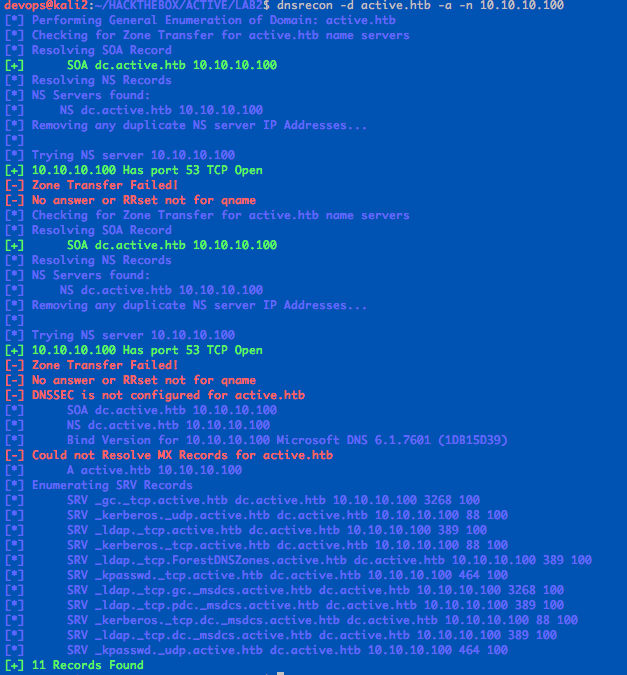 devops@kali2:~/HACKTHEBOX/ACTIVE/LAB2$ dnsrecon -d active.htb -a -n 10.10.10.100
[*] Performing General Enumeration of Domain: active.htb
[*] Checking for Zone Transfer for active.htb name servers
[*] Resolving SOA Record
[+] SOA dc.active.htb 10.10.10.100
[*] Resolving NS Records
[*] NS Servers found:
[*] NS dc.active.htb 10.10.10.100
[*] Removing any duplicate NS server IP Addresses...
[*]
[*] Trying NS server 10.10.10.100
[+] 10.10.10.100 Has port 53 TCP Open
[-] Zone Transfer Failed!
[-] No answer or RRset not for qname
[*] Checking for Zone Transfer for active.htb name servers
[*] Resolving SOA Record
[+] SOA dc.active.htb 10.10.10.100
[*] Resolving NS Records
[*] NS Servers found:
[*] NS dc.active.htb 10.10.10.100
[*] Removing any duplicate NS server IP Addresses...
[*]
[*] Trying NS server 10.10.10.100
[+] 10.10.10.100 Has port 53 TCP Open
[-] Zone Transfer Failed!
[-] No answer or RRset not for qname
[-] DNSSEC is not configured for active.htb
[*] SOA dc.active.htb 10.10.10.100
[*] NS dc.active.htb 10.10.10.100
[*] Bind Version for 10.10.10.100 Microsoft DNS 6.1.7601 (1DB15D39)
[-] Could not Resolve MX Records for active.htb
[*] A active.htb 10.10.10.100
[*] Enumerating SRV Records
[*] SRV _gc._tcp.active.htb dc.active.htb 10.10.10.100 3268 100
[*] SRV _kerberos._udp.active.htb dc.active.htb 10.10.10.100 88 100
[*] SRV _ldap._tcp.active.htb dc.active.htb 10.10.10.100 389 100
[*] SRV _kerberos._tcp.active.htb dc.active.htb 10.10.10.100 88 100
[*] SRV _ldap._tcp.ForestDNSZones.active.htb dc.active.htb 10.10.10.100 389 100
[*] SRV _kpasswd._tcp.active.htb dc.active.htb 10.10.10.100 464 100
[*] SRV _ldap._tcp.gc._msdcs.active.htb dc.active.htb 10.10.10.100 3268 100
[*] SRV _ldap._tcp.pdc._msdcs.active.htb dc.active.htb 10.10.10.100 389 100
[*] SRV _kerberos._tcp.dc._msdcs.active.htb dc.active.htb 10.10.10.100 88 100
[*] SRV _ldap._tcp.dc._msdcs.active.htb dc.active.htb 10.10.10.100 389 100
[*] SRV _kpasswd._udp.active.htb dc.active.htb 10.10.10.100 464 100
[+] 11 Records Found